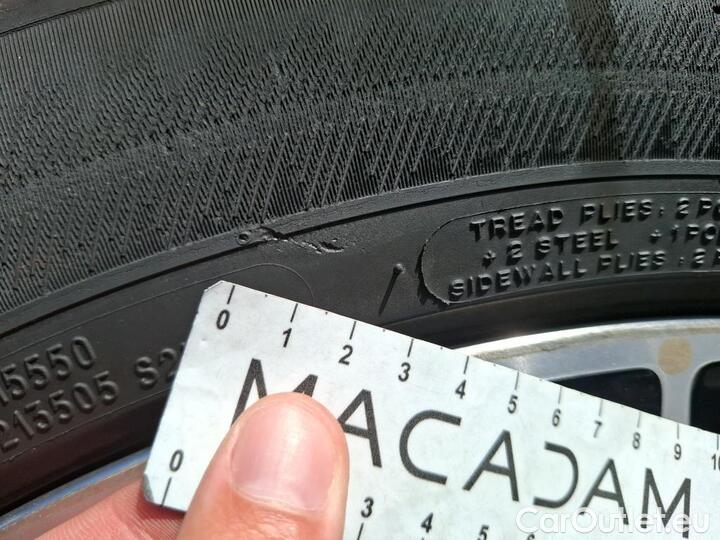 TREAD PLIES: 2 PO
+ 2 STEEL + 1 PO
SIDEWALL PLIES: 2 P
15550
213505 S2
0 1 2 3 4 5 6 7 8 9 10
MACADAM
0 3 4 5
CarOutlet.eu